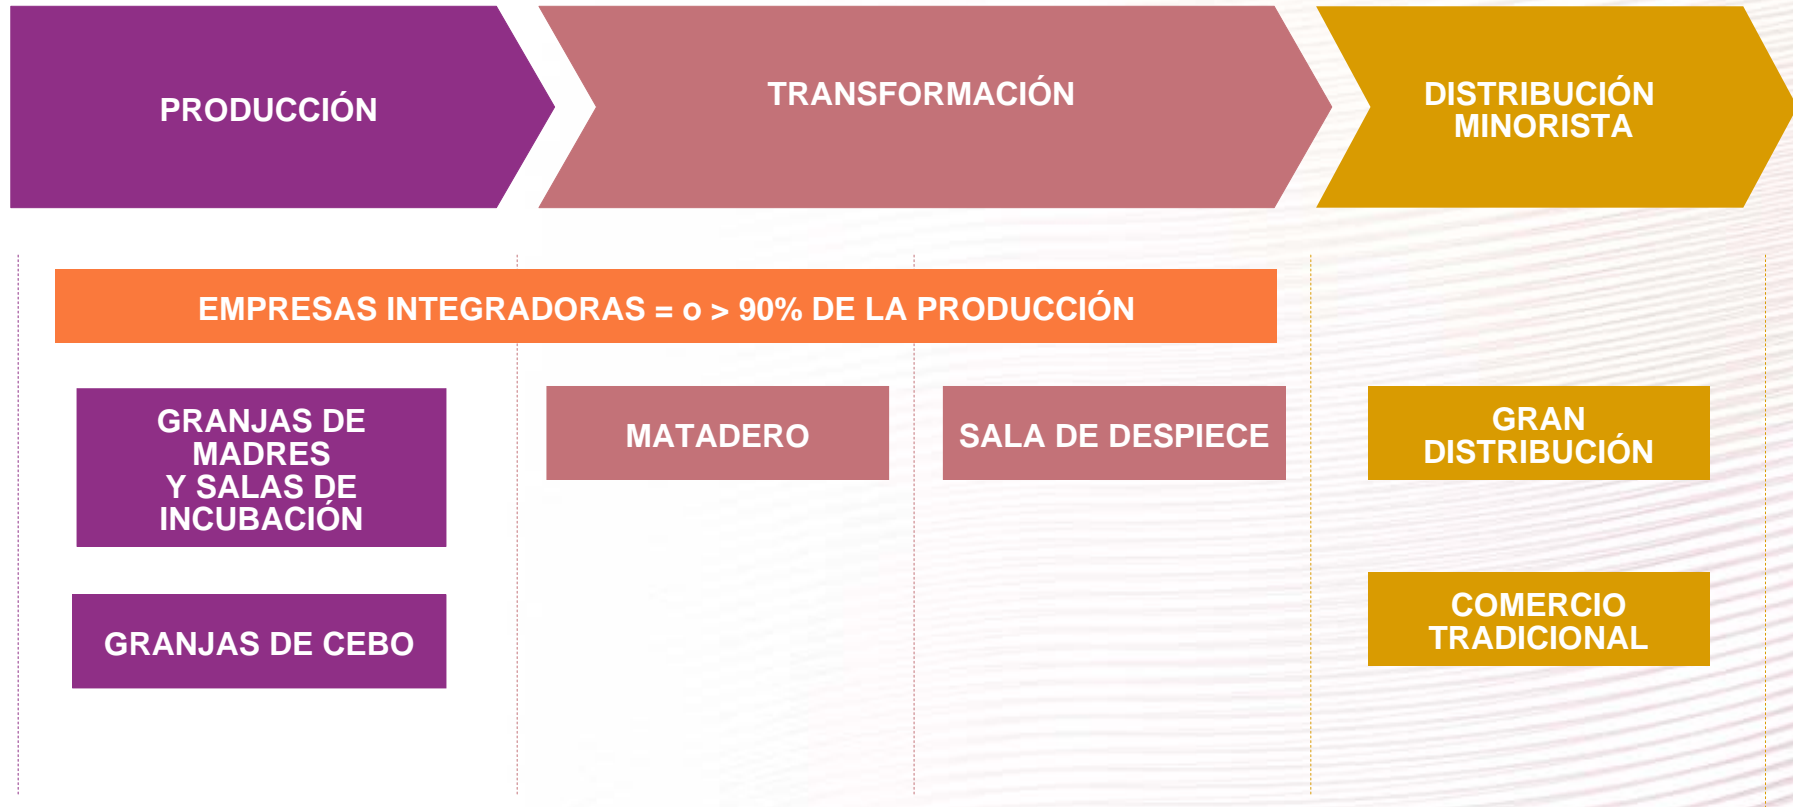 PRODUCCIÓN
TRANSFORMACIÓN
DISTRIBUCIÓN
MINORISTA
EMPRESAS INTEGRADORAS = o > 90% DE LA PRODUCCIÓN
GRANJAS DE
MADRES
Y SALAS DE
INCUBACIÓN
MATADERO
SALA DE DESPIECE
GRAN
DISTRIBUCIÓN
GRANJAS DE CEBO
COMERCIO
TRADICIONAL